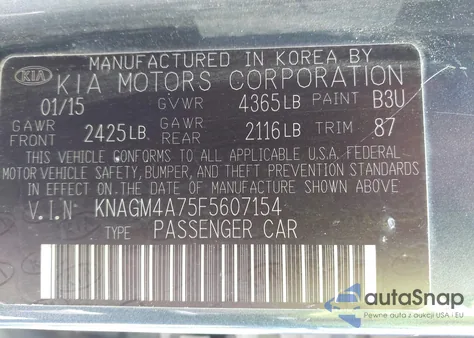 MANUFACTURED IN KOREA BY
KIA KIA MOTORS CORPORATION
01/15 GVWR 4365LB PAINT B3U
GAWR FRONT 2425LB GAWR REAR 2116LB TRIM 87
THIS VEHICLE CONFORMS TO ALL APPLICABLE U.S.A. FEDERAL
MOTOR VEHICLE SAFETY, BUMPER, AND THEFT PREVENTION STANDARDS
IN EFFECT ON THE DATE OF MANUFACTURE SHOWN ABOVE.
V.I.N KNAGM4A75F5607154
TYPE: PASSENGER CAR
autoSnap
Pewne auta z aukcji USA i EU